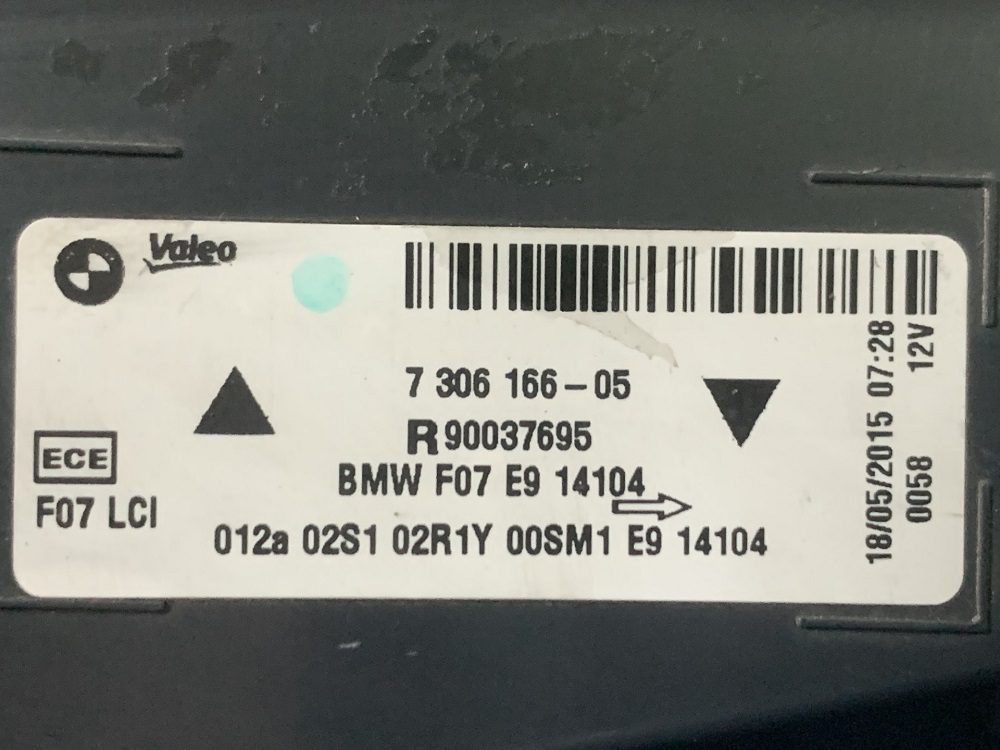 Valeo
7 306 166-05
R 90037695
BMW F07 E9 14104
ECE
F07 LCI
012a 02S1 02R1Y 00SM1 E9 14104
18/05/2015 07:28
0058 12V